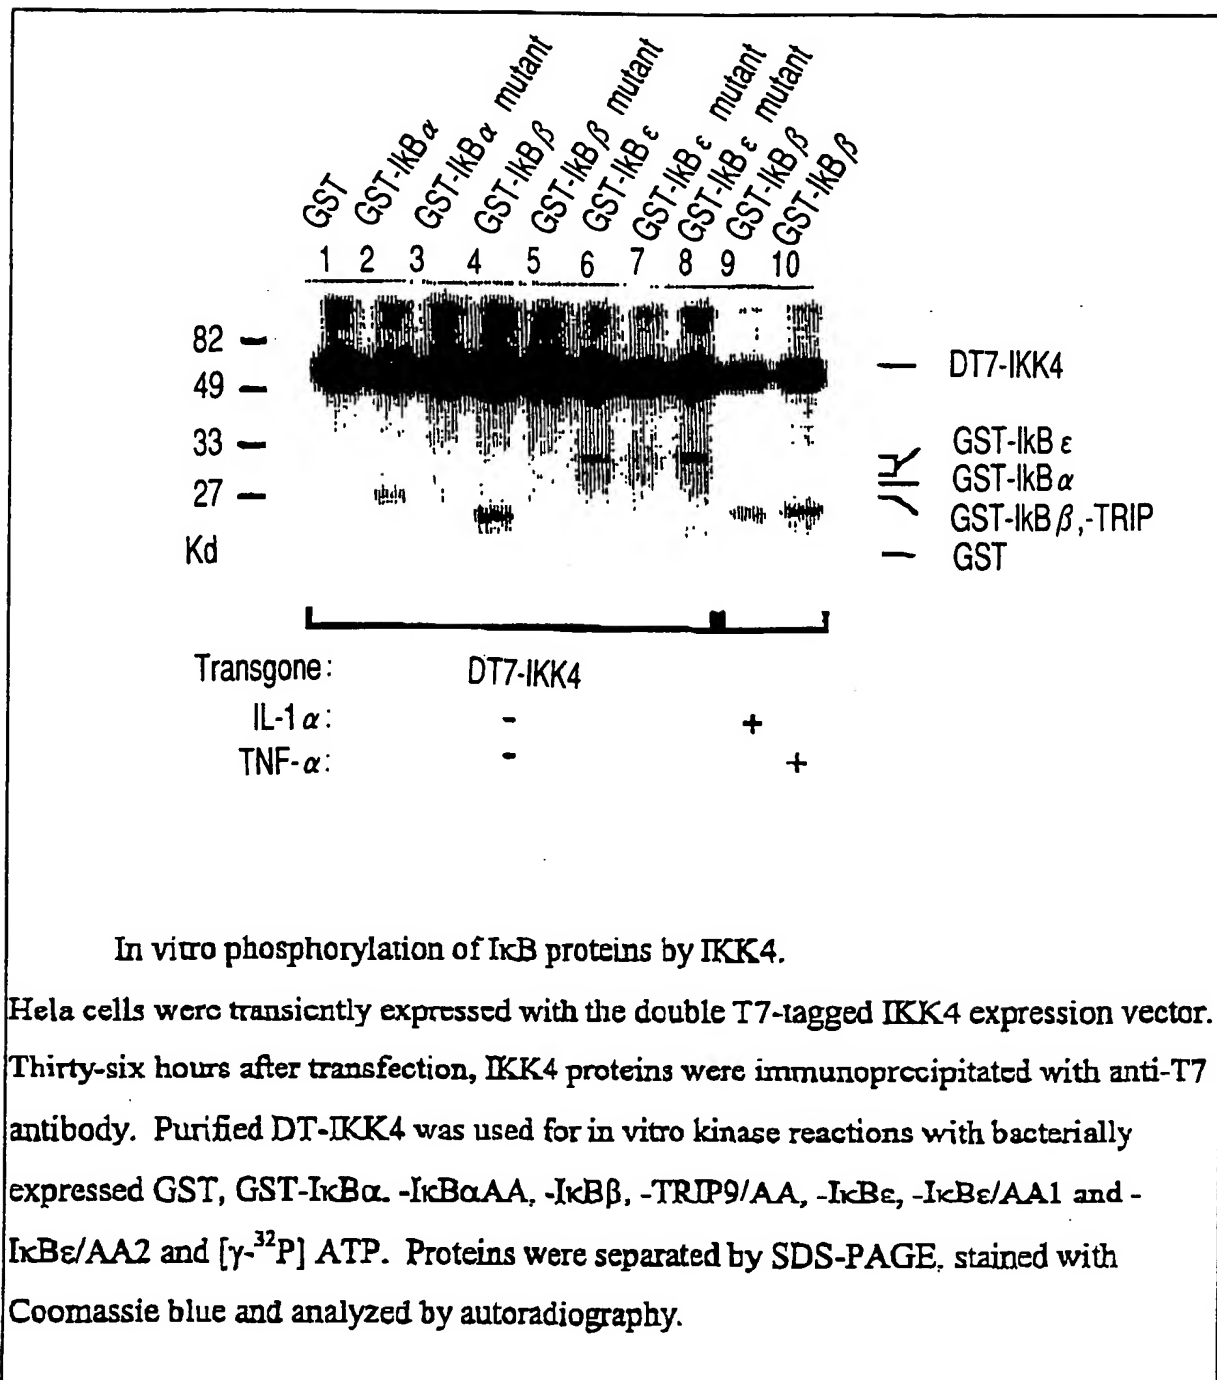 GST
GST-IkBα
GST-IkBα mutant
GST-IkBβ
GST-IkBβ mutant
GST-IkBε
GST-IkBε mutant
GST-IkBε mutant
GST-IkBβ
GST-IkBβ
1 2 3 4 5 6 7 8 9 10
82
49
33
27
Kd
DT7-IKK4
GST-IkBε
GST-IkBα
GST-IkBβ,-TRIP
GST
Transgone: DT7-IKK4
IL-1α: - +
TNF-α: - +
In vitro phosphorylation of IκB proteins by IKK4.
Hela cells were transiently expressed with the double T7-tagged IKK4 expression vector.
Thirty-six hours after transfection, IKK4 proteins were immunoprecipitated with anti-T7
antibody. Purified DT-IKK4 was used for in vitro kinase reactions with bacterially
expressed GST, GST-IκBα. -IκBαAA, -IκBβ, -TRIP9/AA, -IκBε, -IκBε/AA1 and -
IκBε/AA2 and [γ-³²P] ATP. Proteins were separated by SDS-PAGE, stained with
Coomassie blue and analyzed by autoradiography.